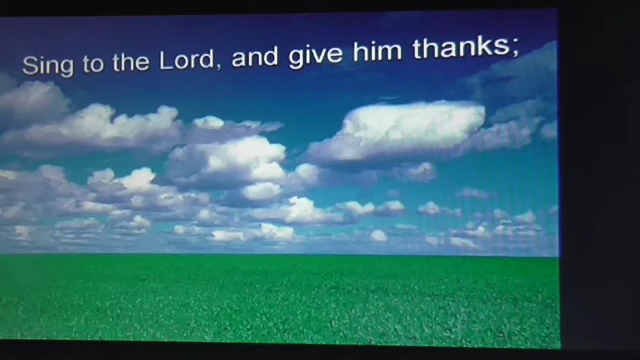 Sing to the Lord, and give him thanks;